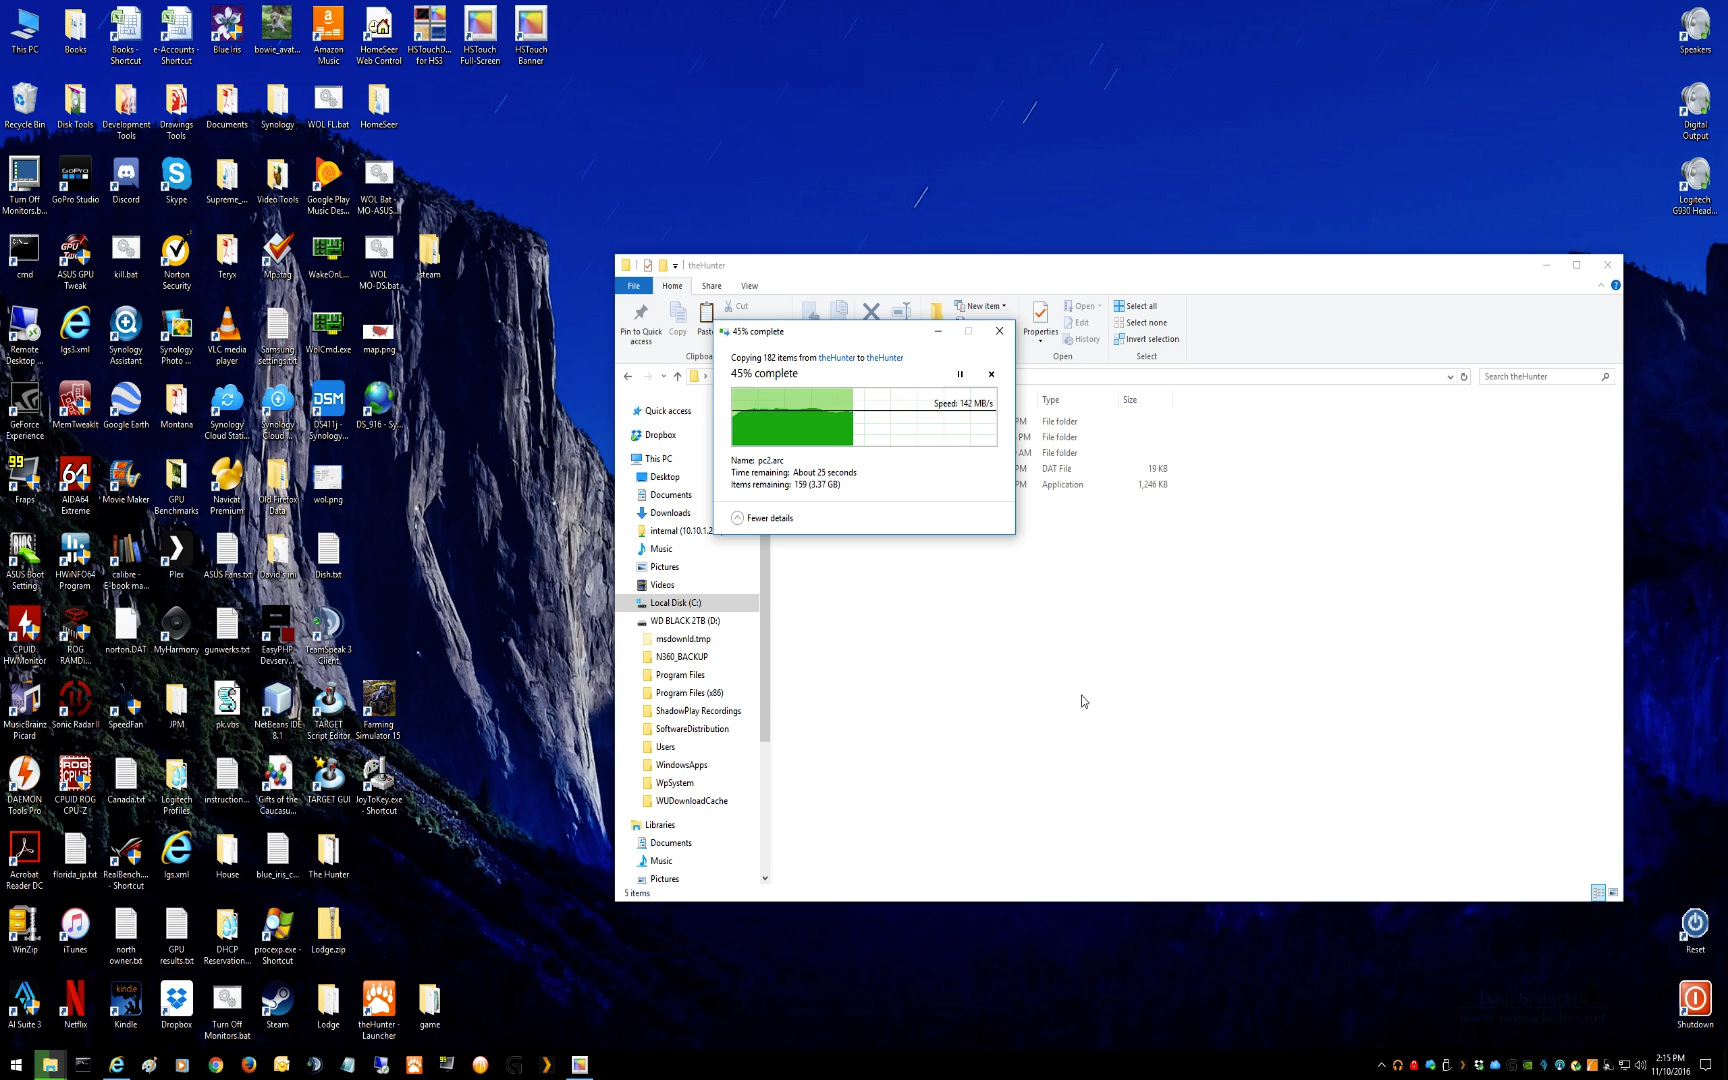 This PC
Books
Books -
Shortcut
e-Accounts -
Shortcut
Blue Iris
bowie_avat...
Amazon
Music
HomeSeer
Web Control
HSTouchD...
for HS3
HSTouch
Full-Screen
HSTouch
Banner
Speakers
Recycle Bin
Disk Tools
Development
Tools
Drawings
Tools
Documents
Synology
WOL FL.bat
HomeSeer
Digital
Output
Turn Off
Monitors.b...
GoPro
GoPro Studio
Discord
Skype
Supreme_...
Video Tools
Google Play
Music Des...
WOL Bat -
MO-ASUS...
Logitech
G930 Head...
cmd
ASUS GPU
Tweak
kill.bat
Norton
Security
Teryx
Mp3tag
WakeOnL...
WOL
MO-DS.bat
steam
Remote
Desktop ...
lgs3.xml
Synology
Assistant
Synology
Photo ...
VLC media
player
Samsung
settings.txt
WolCmd.exe
map.png
GeForce
Experience
MemTweakIt
Google Earth
Montana
Synology
Cloud Stati...
Synology
Cloud ...
DSM
DS411j -
Synology...
DS_916 - Sy...
99
Fraps
64
AIDA64
Extreme
Movie Maker
GPU
Benchmarks
Navicat
Premium
Old Firefox
Data
wol.png
ASUS Boot
Setting
HWiNFO64
Program
calibre -
E-book ma...
Plex
ASUS Fans.txt
David's ini
Dish.txt
CPUID
HWMonitor
ROG
RAMDi...
norton.DAT
MyHarmony
gunwerks.txt
EasyPHP
Devserv...
TeamSpeak 3
Client
MusicBrainz
Picard
Sonic Radar II
SpeedFan
JPM
pk.vbs
NetBeans IDE
8.1
TARGET
Script Editor
Farming
Simulator 15
DAEMON
Tools Pro
CPUID ROG
CPU-Z
Canada.txt
Logitech
Profiles
instruction...
Gifts of the
Caucasu...
TARGET GUI
JoyToKey.exe
- Shortcut
Acrobat
Reader DC
florida_ip.txt
RealBench....
- Shortcut
lgs.xml
House
blue_iris_c...
The Hunter
WinZip
iTunes
north
owner.txt
GPU
results.txt
DHCP
Reservation...
procexp.exe -
Shortcut
Lodge.zip
Reset
AI Suite 3
Netflix
kindle
Kindle
Dropbox
Turn Off
Monitors.bat
Steam
Lodge
theHunter -
Launcher
game
Shutdown
theHunter
File
Home
Share
View
Pin to Quick
access
Copy
Paste
Cut
New item
Properties
Open
Edit
History
Select all
Select none
Invert selection
Clipboa
Open
Select
Search theHunter
45% complete
Copying 182 items from theHunter to theHunter
45% complete
Speed: 142 MB/s
Name: pc2.arc
Time remaining: About 25 seconds
Items remaining: 159 (3.37 GB)
Fewer details
Type
Size
PM File folder
PM File folder
AM File folder
PM DAT File 19 KB
PM Application 1,246 KB
Quick access
Dropbox
This PC
Desktop
Documents
Downloads
internal (10.10.1.2
Music
Pictures
Videos
Local Disk (C:)
WD BLACK 2TB (D:)
msdownld.tmp
N360_BACKUP
Program Files
Program Files (x86)
ShadowPlay Recordings
SoftwareDistribution
Users
WindowsApps
WpSystem
WUDownloadCache
Libraries
Documents
Music
Pictures
5 items
2:15 PM
11/10/2016